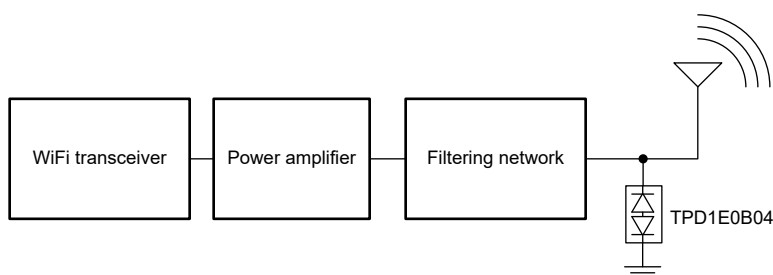 WiFi transceiver
Power amplifier
Filtering network
TPD1E0B04